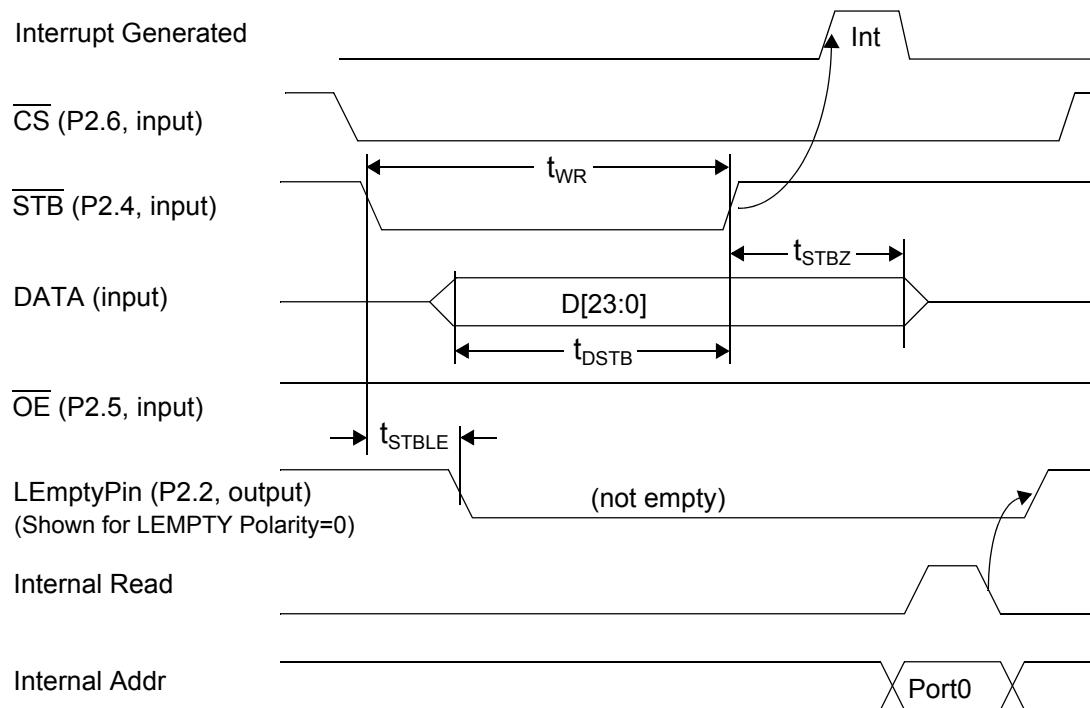 Interrupt Generated
Int
CS (P2.6, input)
tWR
STB (P2.4, input)
tSTBZ
DATA (input)
D[23:0]
tDSTB
OE (P2.5, input)
tSTBLE
LEmptyPin (P2.2, output)
(not empty)
(Shown for LEMPTY Polarity=0)
Internal Read
Internal Addr
Port0